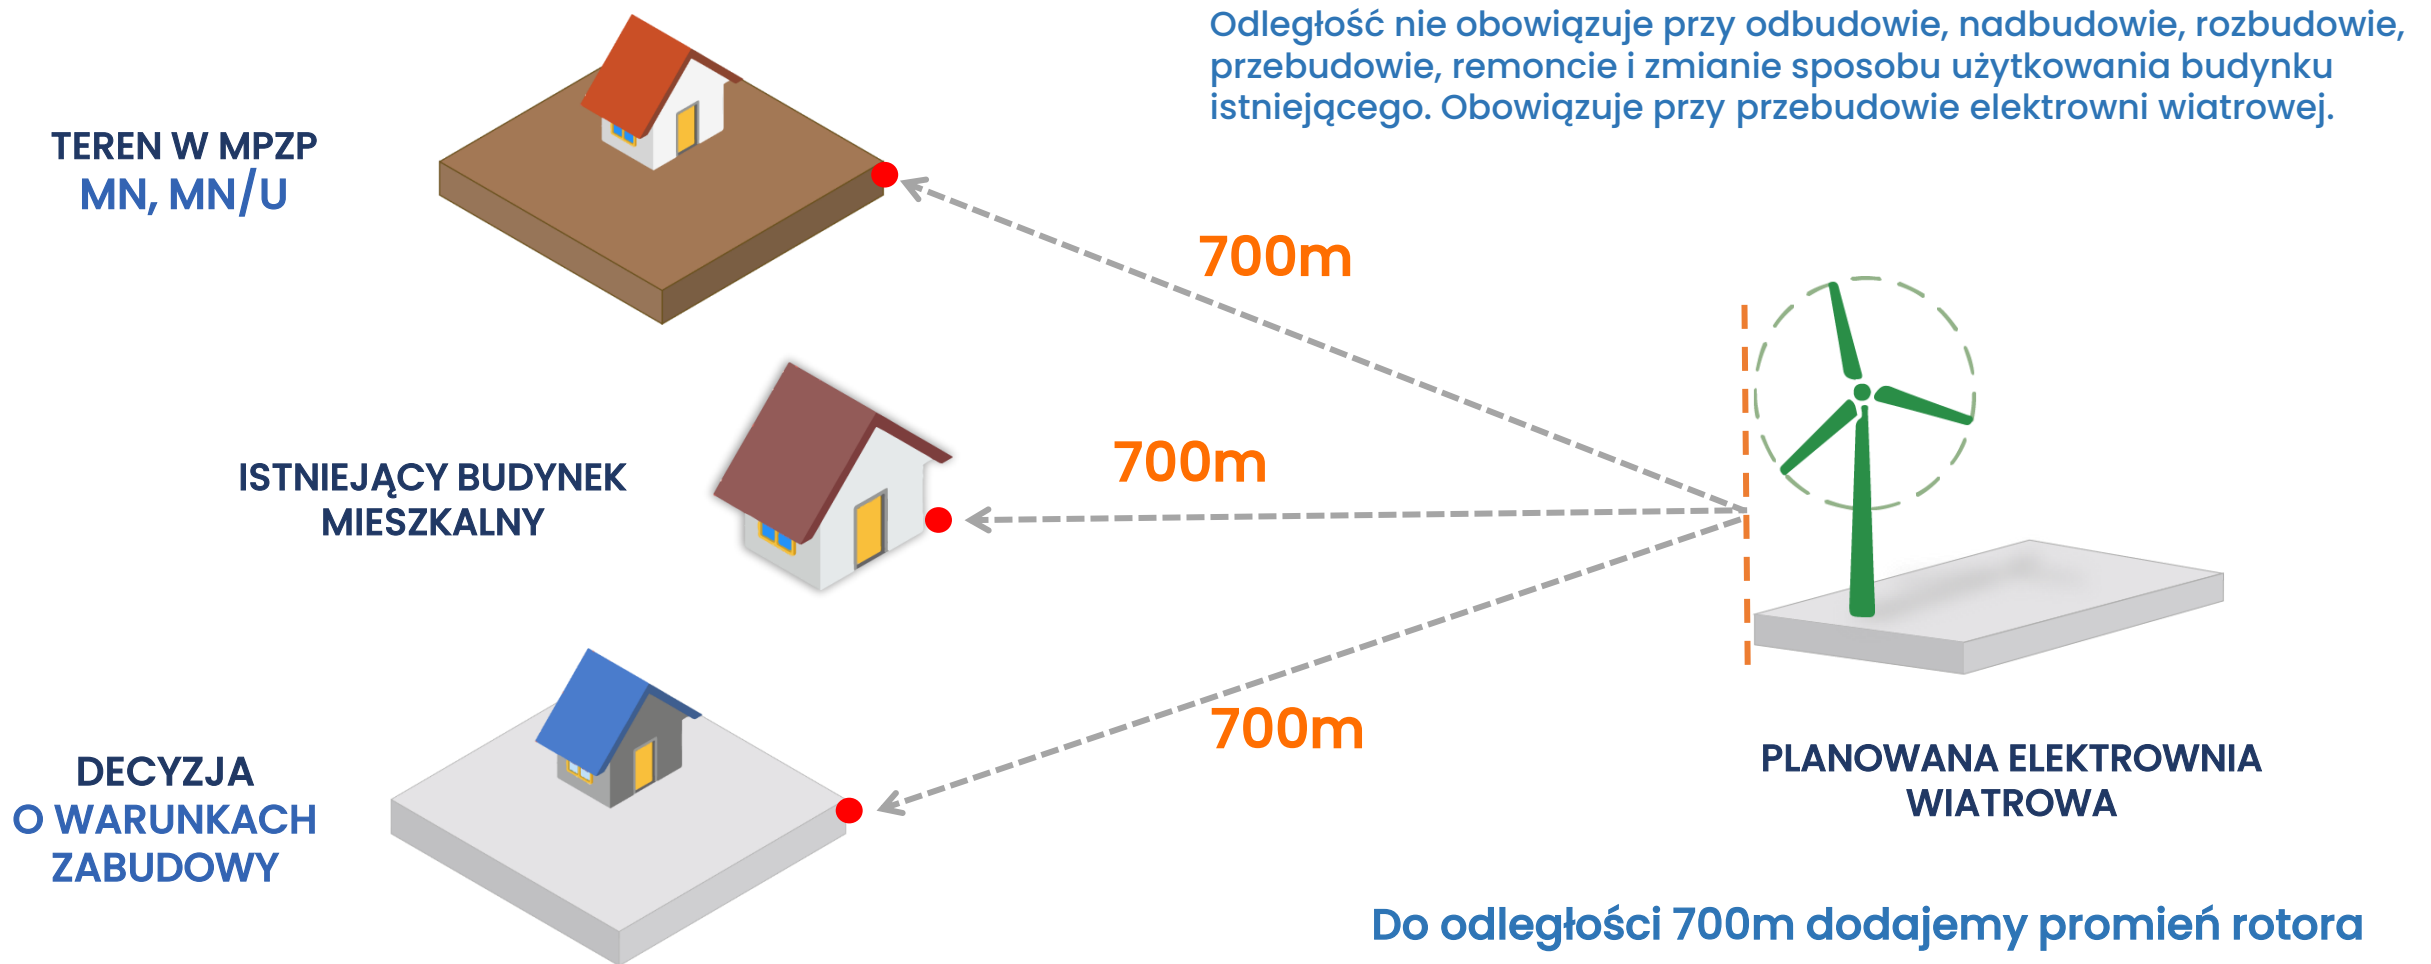 Odległość nie obowiązuje przy odbudowie, nadbudowie, rozbudowie,
przebudowie, remoncie i zmianie sposobu użytkowania budynku
istniejącego. Obowiązuje przy przebudowie elektrowni wiatrowej.
TEREN W MPZP
MN, MN/U
700m
ISTNIEJĄCY BUDYNEK
MIESZKALNY
700m
DECYZJA
O WARUNKACH
ZABUDOWY
700m
PLANOWANA ELEKTROWNIA
WIATROWA
Do odległości 700m dodajemy promień rotora